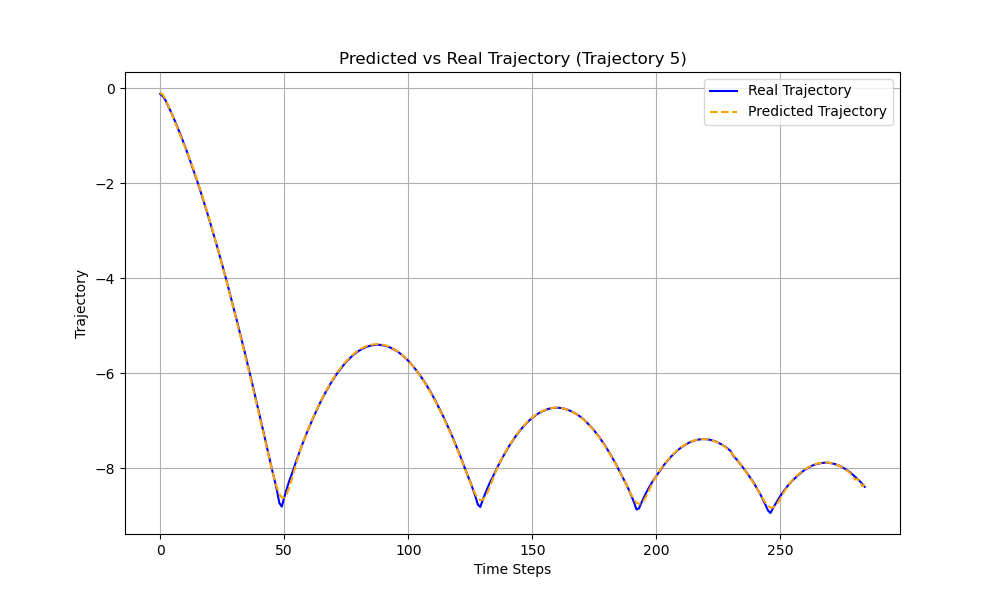 Predicted vs Real Trajectory (Trajectory 5)
Real Trajectory
Predicted Trajectory
0
−2
−4
−6
−8
Trajectory
0 50 100 150 200 250
Time Steps